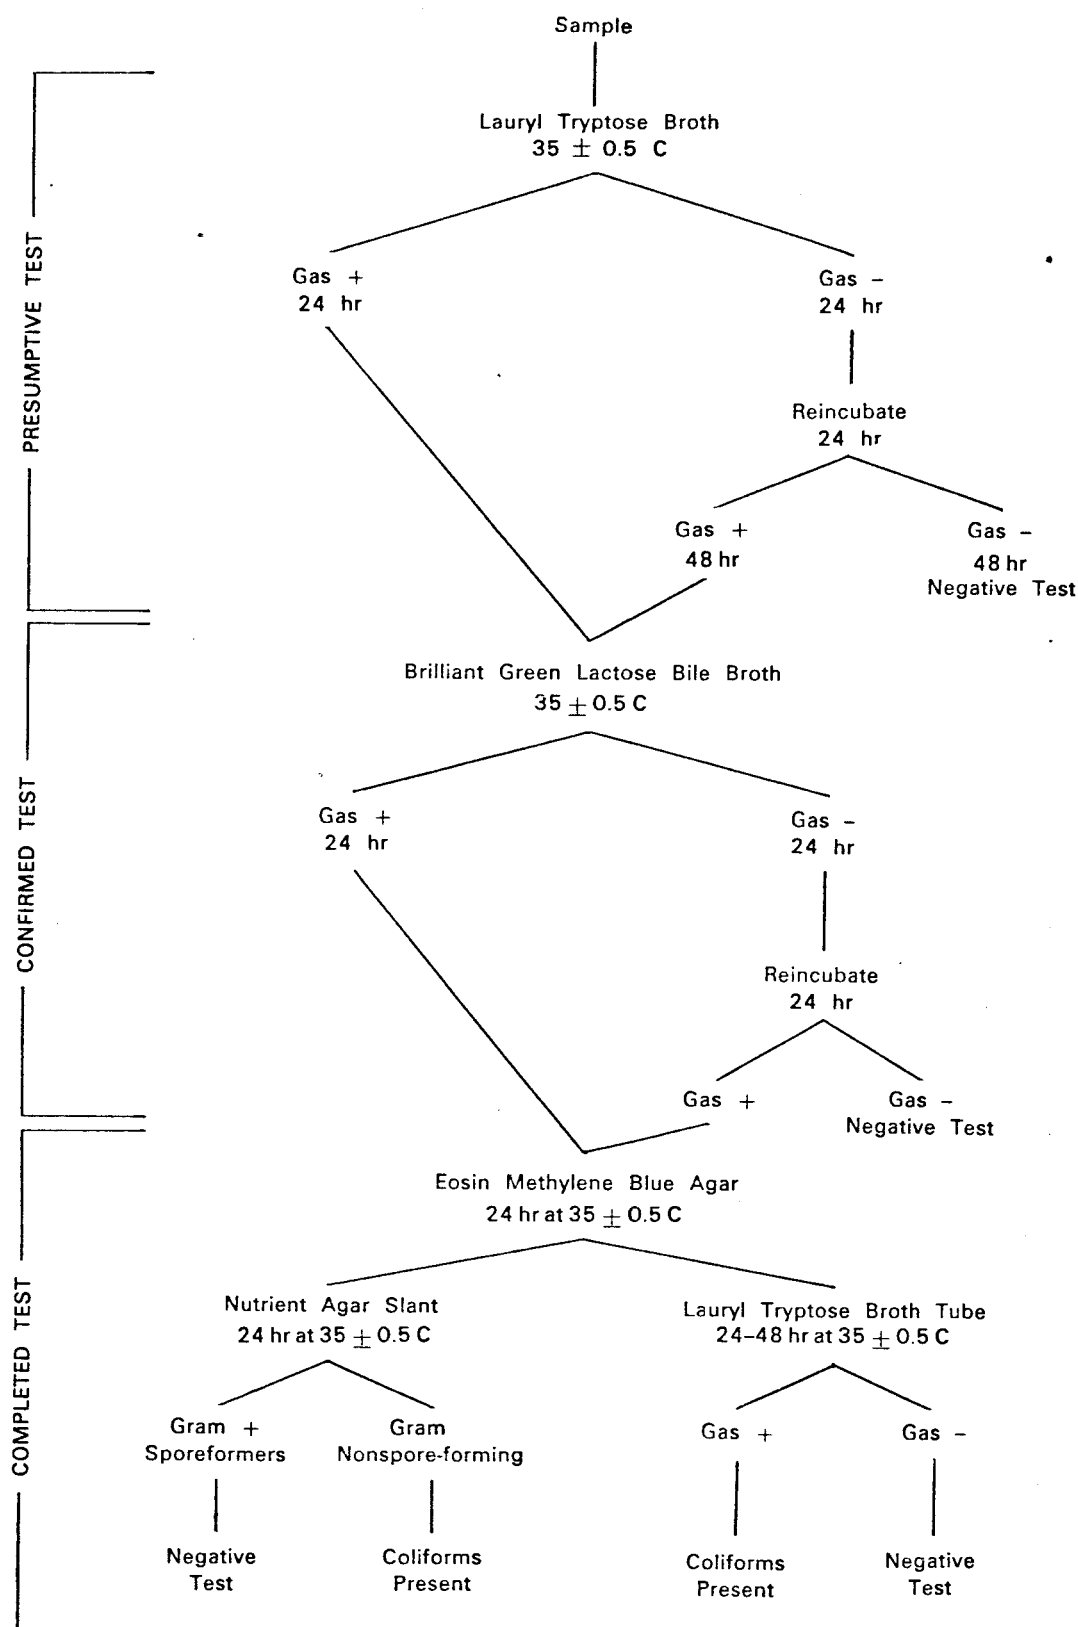 Sample
Lauryl Tryptose Broth
35 ± 0.5 C
PRESUMPTIVE TEST
Gas +
24 hr
Gas –
24 hr
Reincubate
24 hr
Gas +
48 hr
Gas –
48 hr
Negative Test
Brilliant Green Lactose Bile Broth
35 ± 0.5 C
CONFIRMED TEST
Gas +
24 hr
Gas –
24 hr
Reincubate
24 hr
Gas +
Gas –
Negative Test
Eosin Methylene Blue Agar
24 hr at 35 ± 0.5 C
COMPLETED TEST
Nutrient Agar Slant
24 hr at 35 ± 0.5 C
Lauryl Tryptose Broth Tube
24–48 hr at 35 ± 0.5 C
Gram +
Sporeformers
Gram
Nonspore-forming
Gas +
Gas –
Negative
Test
Coliforms
Present
Coliforms
Present
Negative
Test